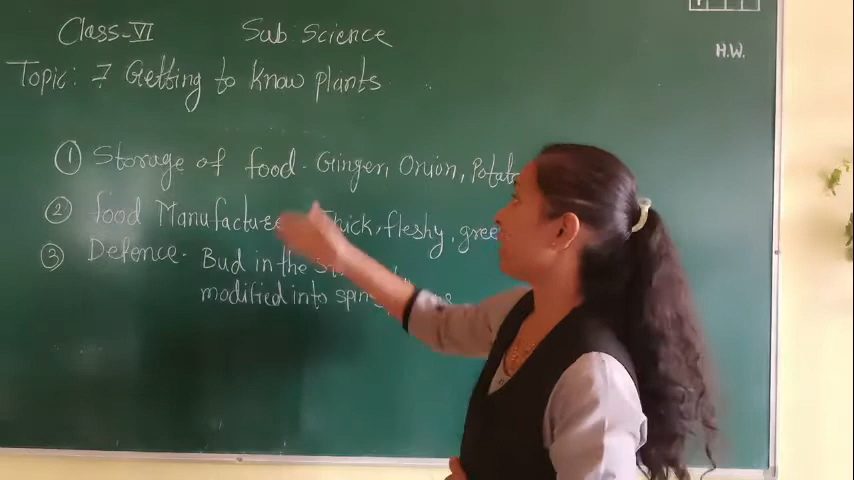 Class-VI Sub: Science
H.W.
Topic: 7 Getting to know plants
① Storage of food - Ginger, Onion, Potato
② food Manufacture Thick, fleshy, gree
③ Defence. Bud in the
modified into